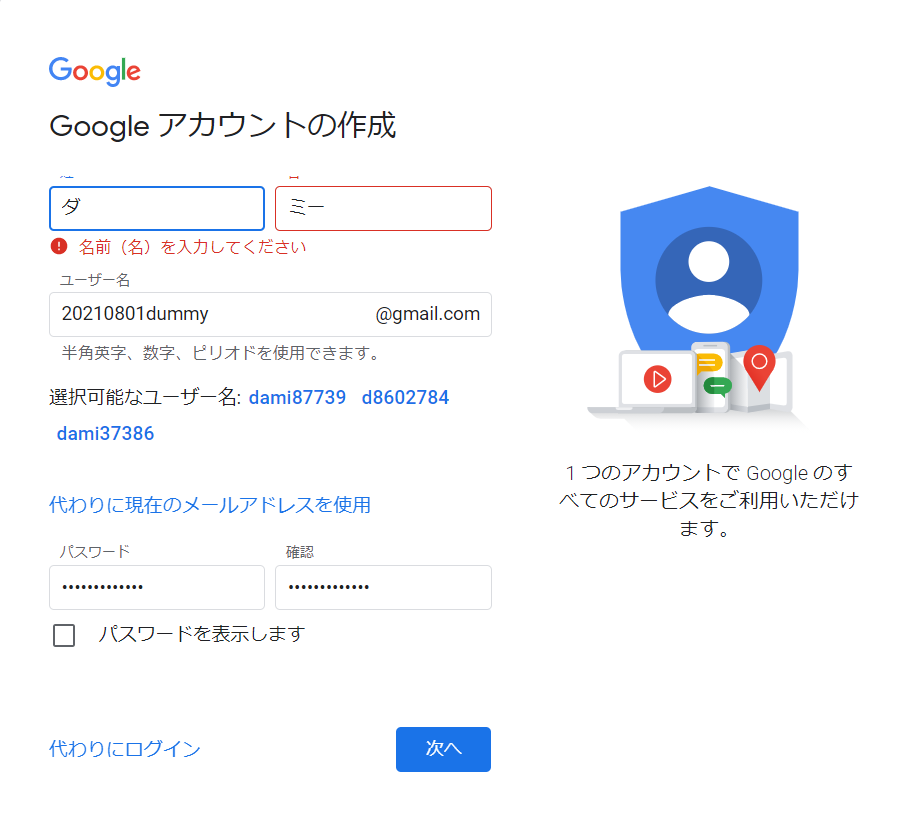 Google
Google アカウントの作成
ダ
ミー
名前（名）を入力してください
ユーザー名
20210801dummy @gmail.com
半角英字、数字、ピリオドを使用できます。
選択可能なユーザー名: dami87739 d8602784
dami37386
代わりに現在のメールアドレスを使用
パスワード 確認
••••••••••••• •••••••••••••
パスワードを表示します
代わりにログイン 次へ
1 つのアカウントで Google のす
べてのサービスをご利用いただけ
ます。